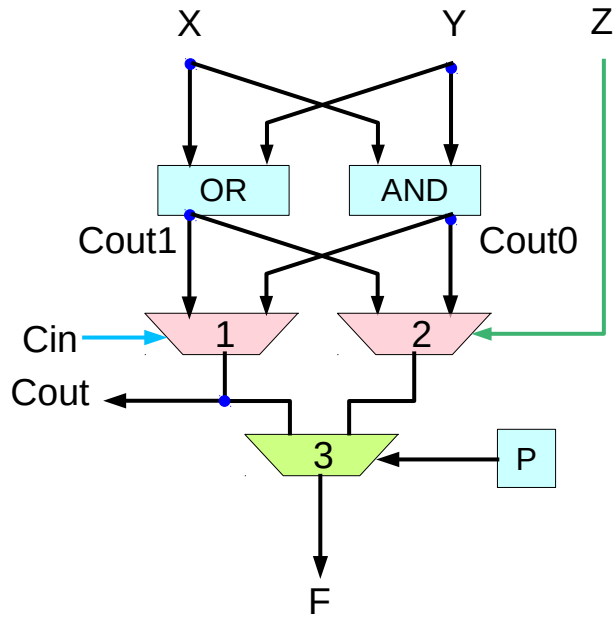 X Y Z
OR AND
Cout1 Cout0
Cin 1 2
Cout
3 P
F